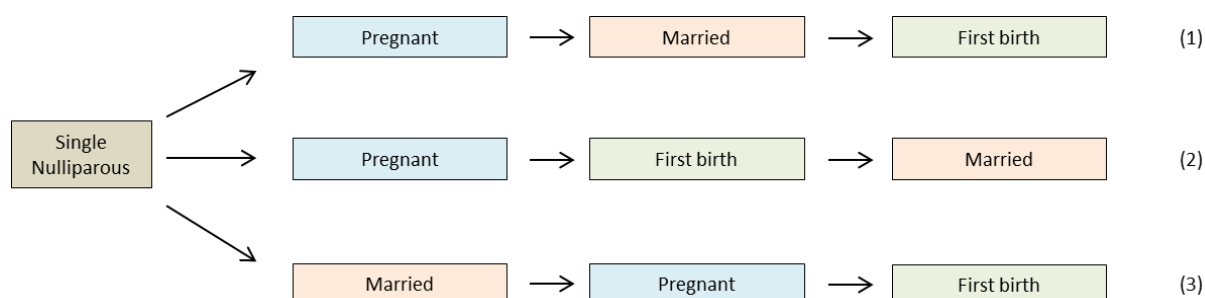 Pregnant Married First birth (1)
Single
Nulliparous
Pregnant First birth Married (2)
Married Pregnant First birth (3)